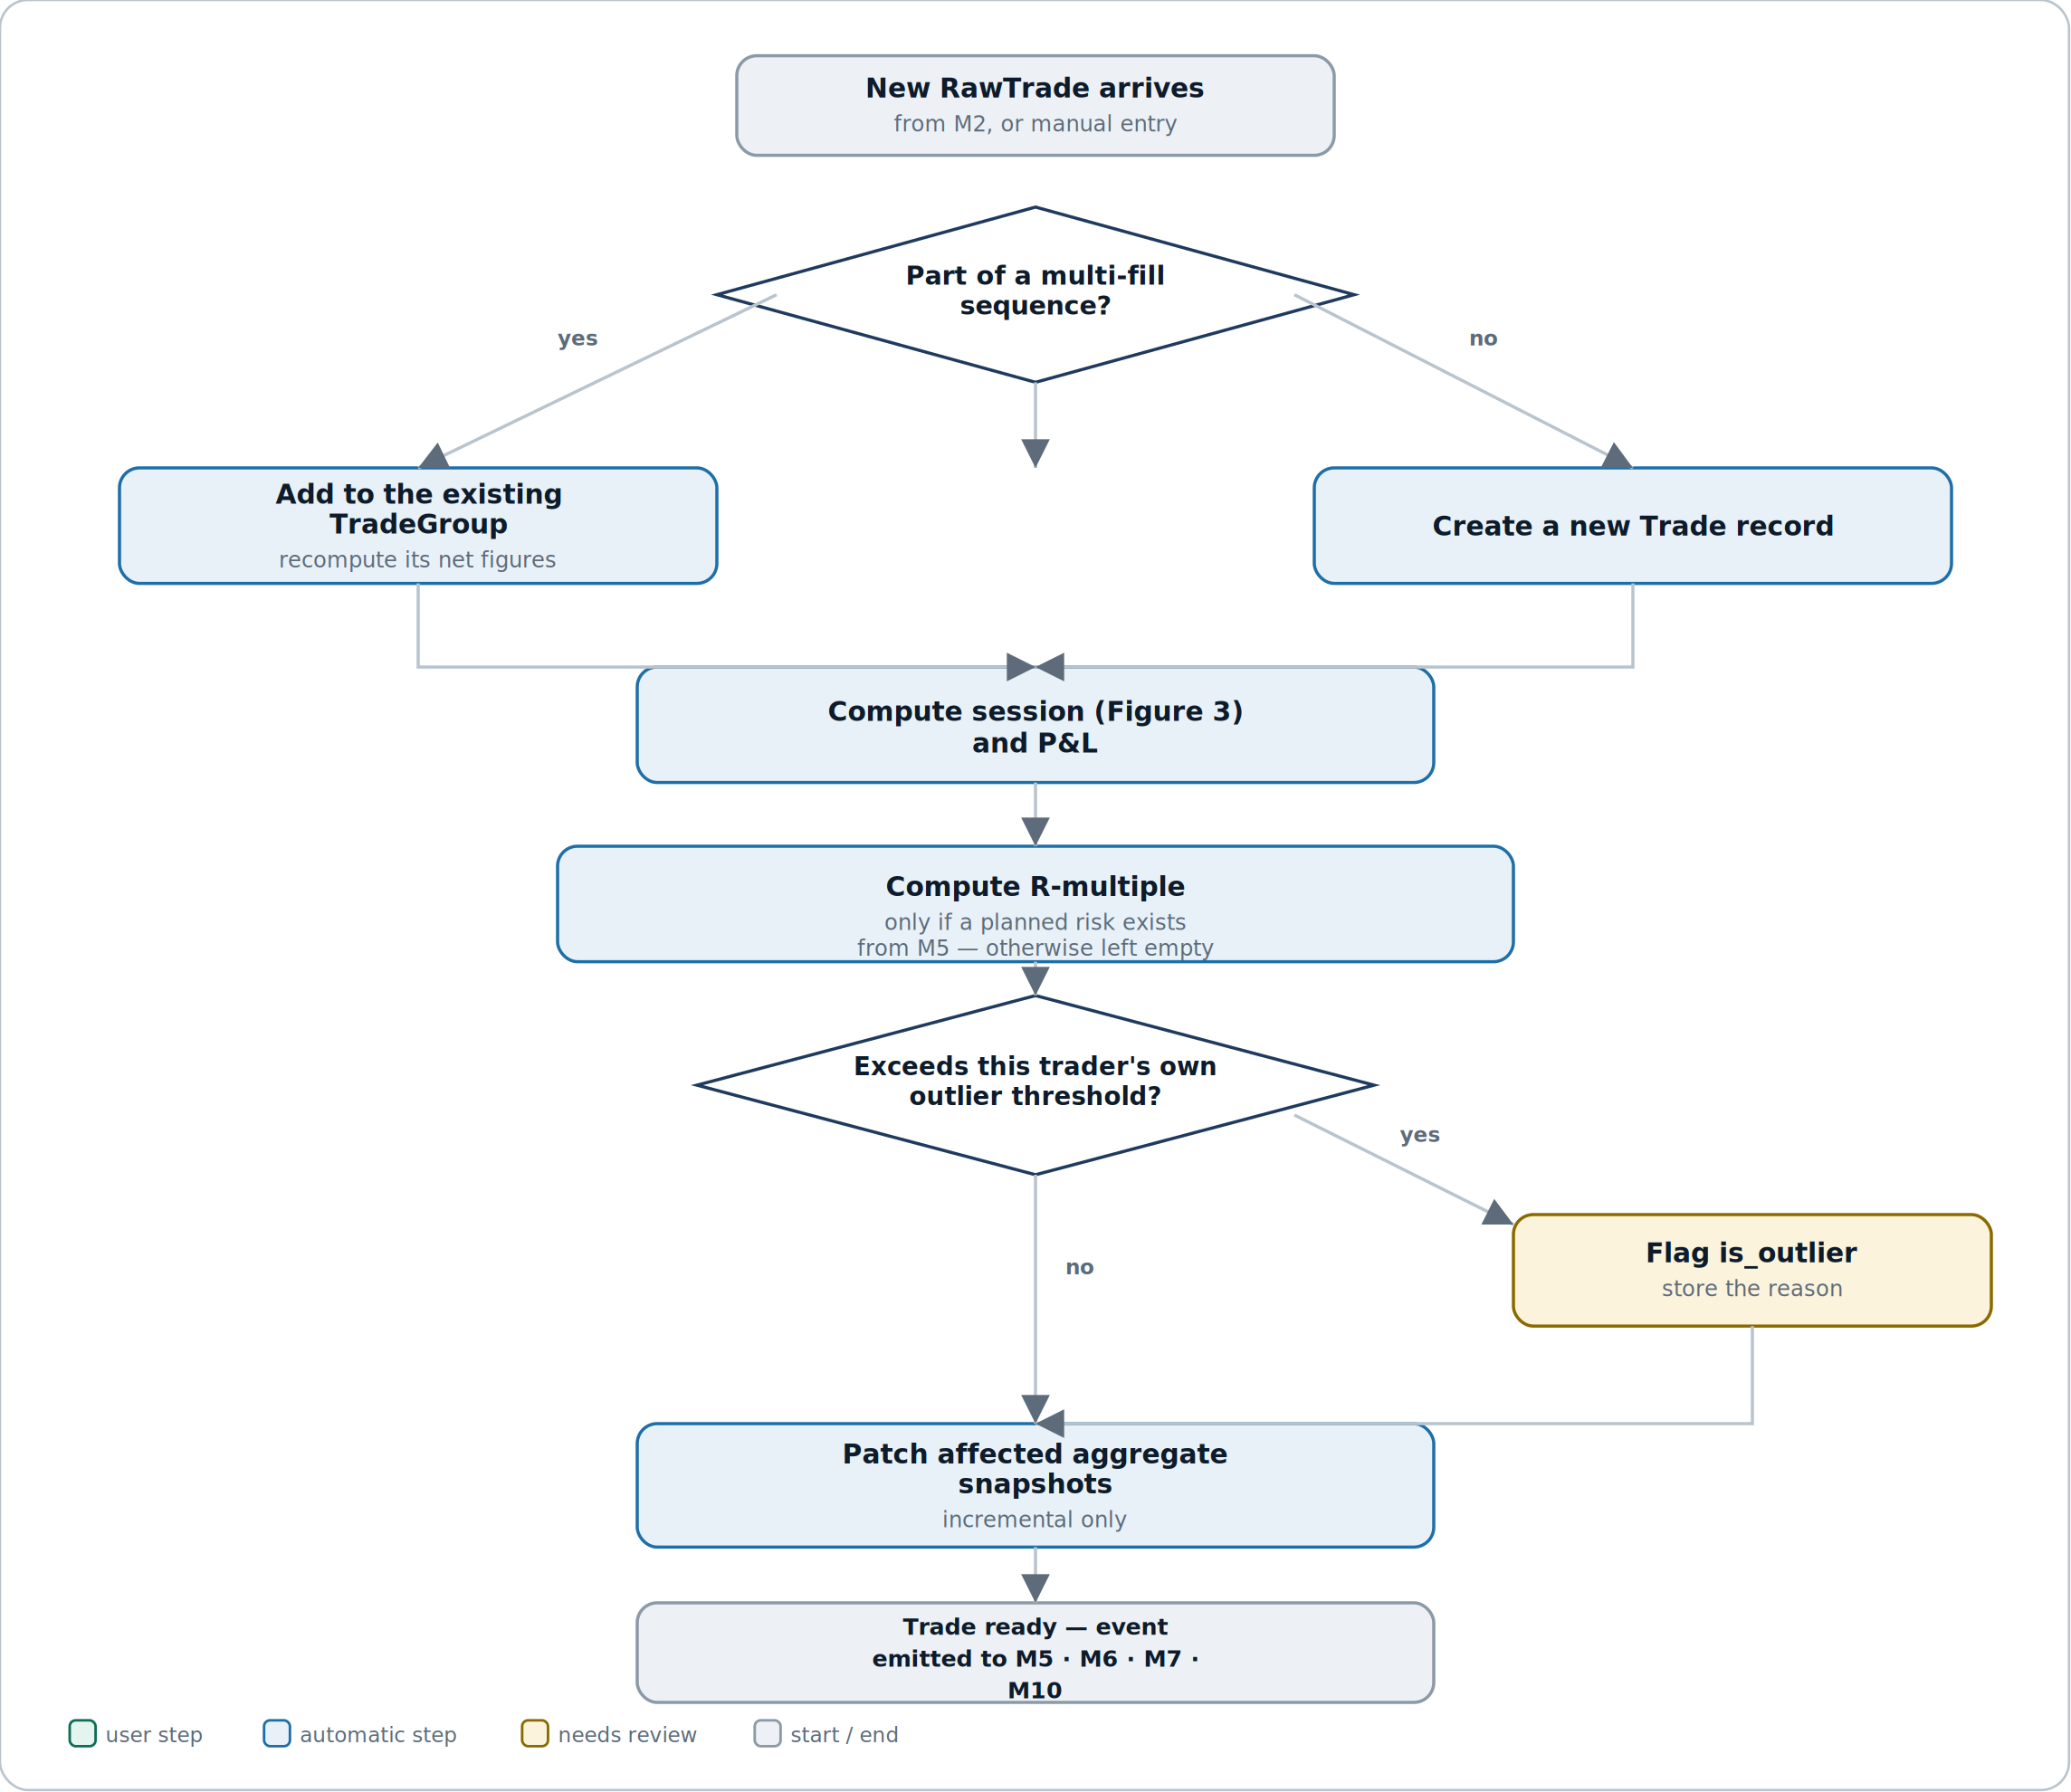 New RawTrade arrives
from M2, or manual entry
Part of a multi-fill
sequence?
yes
no
Add to the existing
TradeGroup
recompute its net figures
Create a new Trade record
Compute session (Figure 3)
and P&L
Compute R-multiple
only if a planned risk exists
from M5 — otherwise left empty
Exceeds this trader's own
outlier threshold?
yes
no
Flag is_outlier
store the reason
Patch affected aggregate
snapshots
incremental only
Trade ready — event
emitted to M5 · M6 · M7 ·
M10
user step
automatic step
needs review
start / end